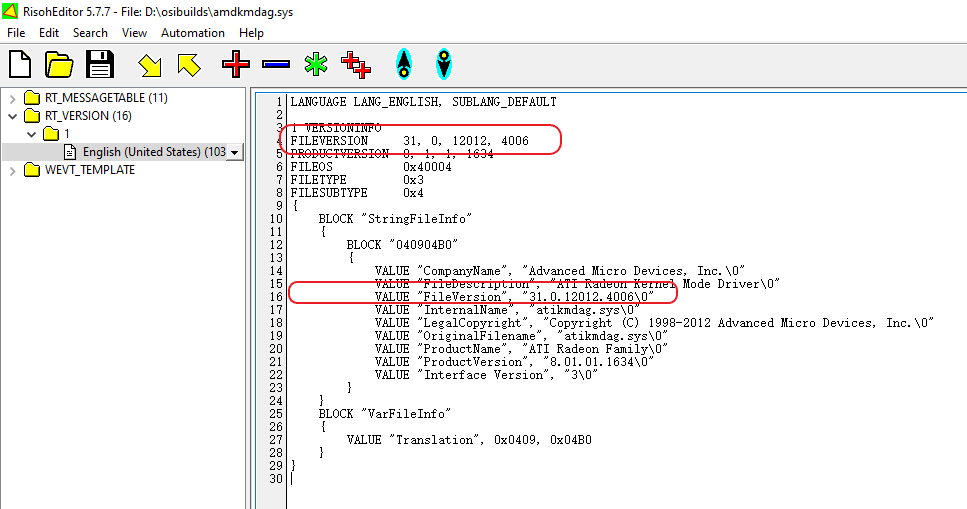 RisohEditor 5.7.7 - File: D:\osibuilds\amdkmdag.sys
File Edit Search View Automation Help
RT_MESSAGETABLE (11)
RT_VERSION (16)
1
English (United States) (103
WEVT_TEMPLATE
1 LANGUAGE LANG_ENGLISH, SUBLANG_DEFAULT
2
3 1 VERSIONINFO
4 FILEVERSION 31, 0, 12012, 4006
5 PRODUCTVERSION 8, 1, 1, 1634
6 FILEOS 0x40004
7 FILETYPE 0x3
8 FILESUBTYPE 0x4
9 {
10 BLOCK "StringFileInfo"
11 {
12 BLOCK "040904B0"
13 {
14 VALUE "CompanyName", "Advanced Micro Devices, Inc.\0"
15 VALUE "FileDescription", "ATI Radeon Kernel Mode Driver\0"
16 VALUE "FileVersion", "31.0.12012.4006\0"
17 VALUE "InternalName", "atikmdag.sys\0"
18 VALUE "LegalCopyright", "Copyright (C) 1998-2012 Advanced Micro Devices, Inc.\0"
19 VALUE "OriginalFilename", "atikmdag.sys\0"
20 VALUE "ProductName", "ATI Radeon Family\0"
21 VALUE "ProductVersion", "8.01.01.1634\0"
22 VALUE "Interface Version", "3\0"
23 }
24 }
25 BLOCK "VarFileInfo"
26 {
27 VALUE "Translation", 0x0409, 0x04B0
28 }
29 }
30